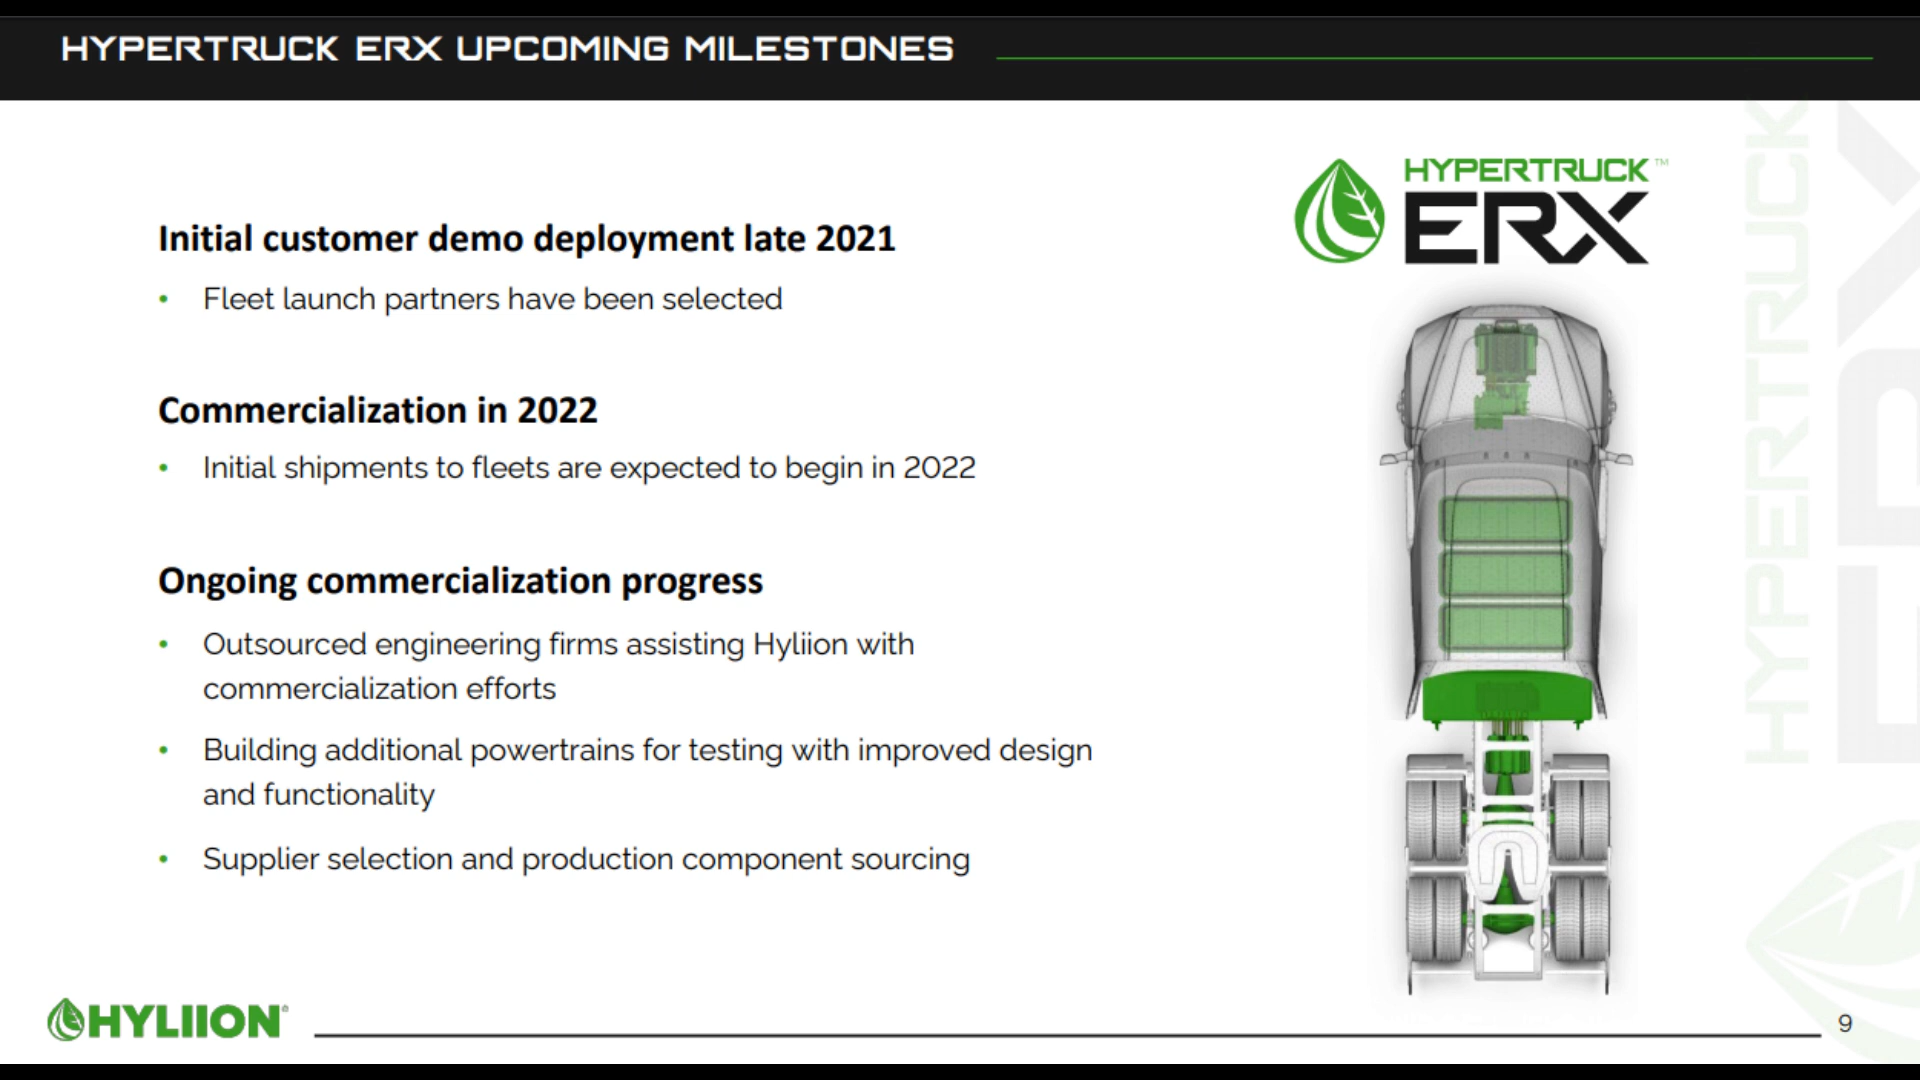 HYPERTRUCK ERX UPCOMING MILESTONES
HYPERTRUCK™
ERX
Initial customer demo deployment late 2021
• Fleet launch partners have been selected
Commercialization in 2022
• Initial shipments to fleets are expected to begin in 2022
Ongoing commercialization progress
• Outsourced engineering firms assisting Hyliion with
commercialization efforts
• Building additional powertrains for testing with improved design
and functionality
• Supplier selection and production component sourcing
HYPERTRUCK
ERX
HYLIION®
9